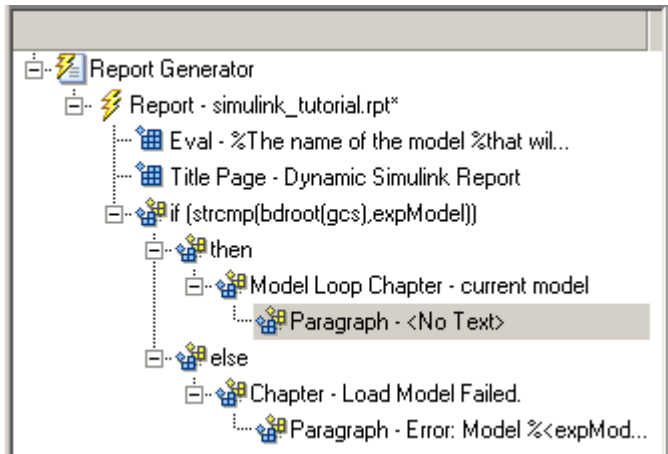 Report Generator
Report - simulink_tutorial.rpt*
Eval - %The name of the model %that wil...
Title Page - Dynamic Simulink Report
if (strcmp(bdroot(gcs),expModel))
then
Model Loop Chapter - current model
Paragraph - <No Text>
else
Chapter - Load Model Failed.
Paragraph - Error: Model %<expMod...